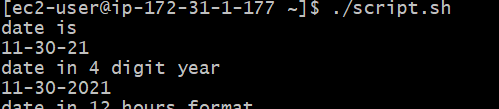 [ec2-user@ip-172-31-1-177 ~]$ ./script.sh
date is
11-30-21
date in 4 digit year
11-30-2021
date in 12 hours format